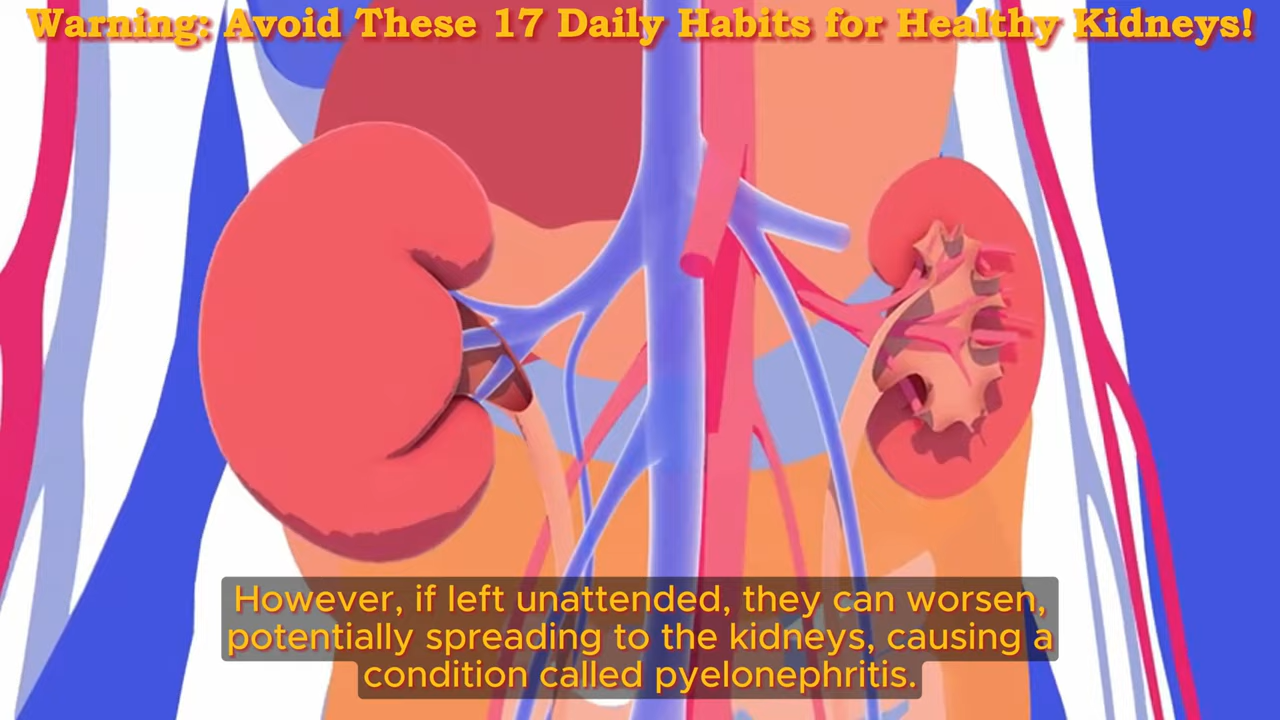 Warning: Avoid These 17 Daily Habits for Healthy Kidneys!
However, if left unattended, they can worsen,
potentially spreading to the kidneys, causing a
condition called pyelonephritis.